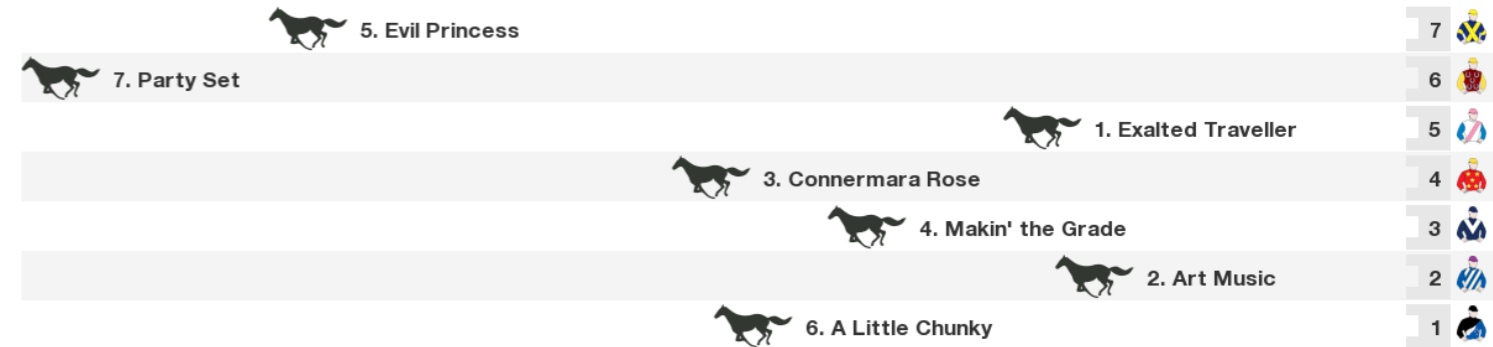 5. Evil Princess 7
7. Party Set 6
1. Exalted Traveller 5
3. Connermara Rose 4
4. Makin' the Grade 3
2. Art Music 2
6. A Little Chunky 1